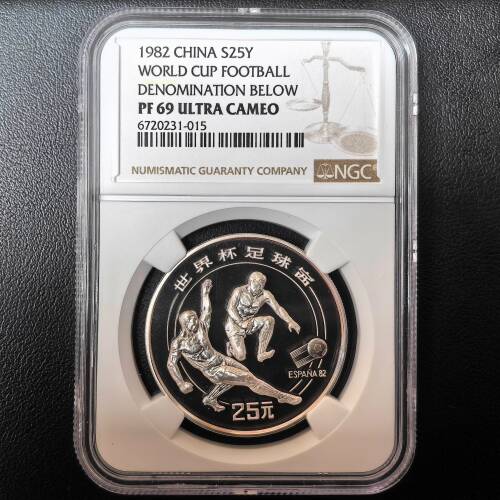 1982 CHINA S25Y
WORLD CUP FOOTBALL
DENOMINATION BELOW
PF 69 ULTRA CAMEO
6720231-015
NUMISMATIC GUARANTY COMPANY
NGC
世界杯足球赛
ESPAÑA 82
25元